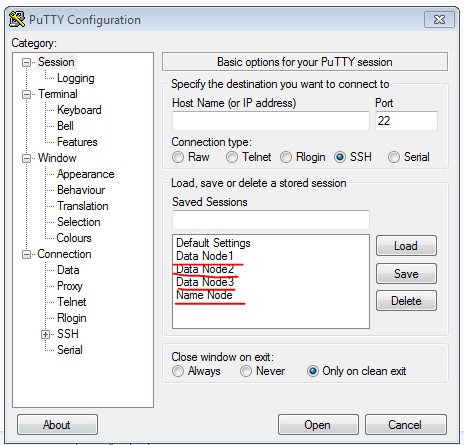 PuTTY Configuration
Category:
Session
Logging
Terminal
Keyboard
Bell
Features
Window
Appearance
Behaviour
Translation
Selection
Colours
Connection
Data
Proxy
Telnet
Rlogin
SSH
Serial
Basic options for your PuTTY session
Specify the destination you want to connect to
Host Name (or IP address) Port
22
Connection type:
Raw Telnet Rlogin SSH Serial
Load, save or delete a stored session
Saved Sessions
Default Settings
Data Node1
Data Node2
Data Node3
Name Node
Load
Save
Delete
Close window on exit:
Always Never Only on clean exit
About Open Cancel